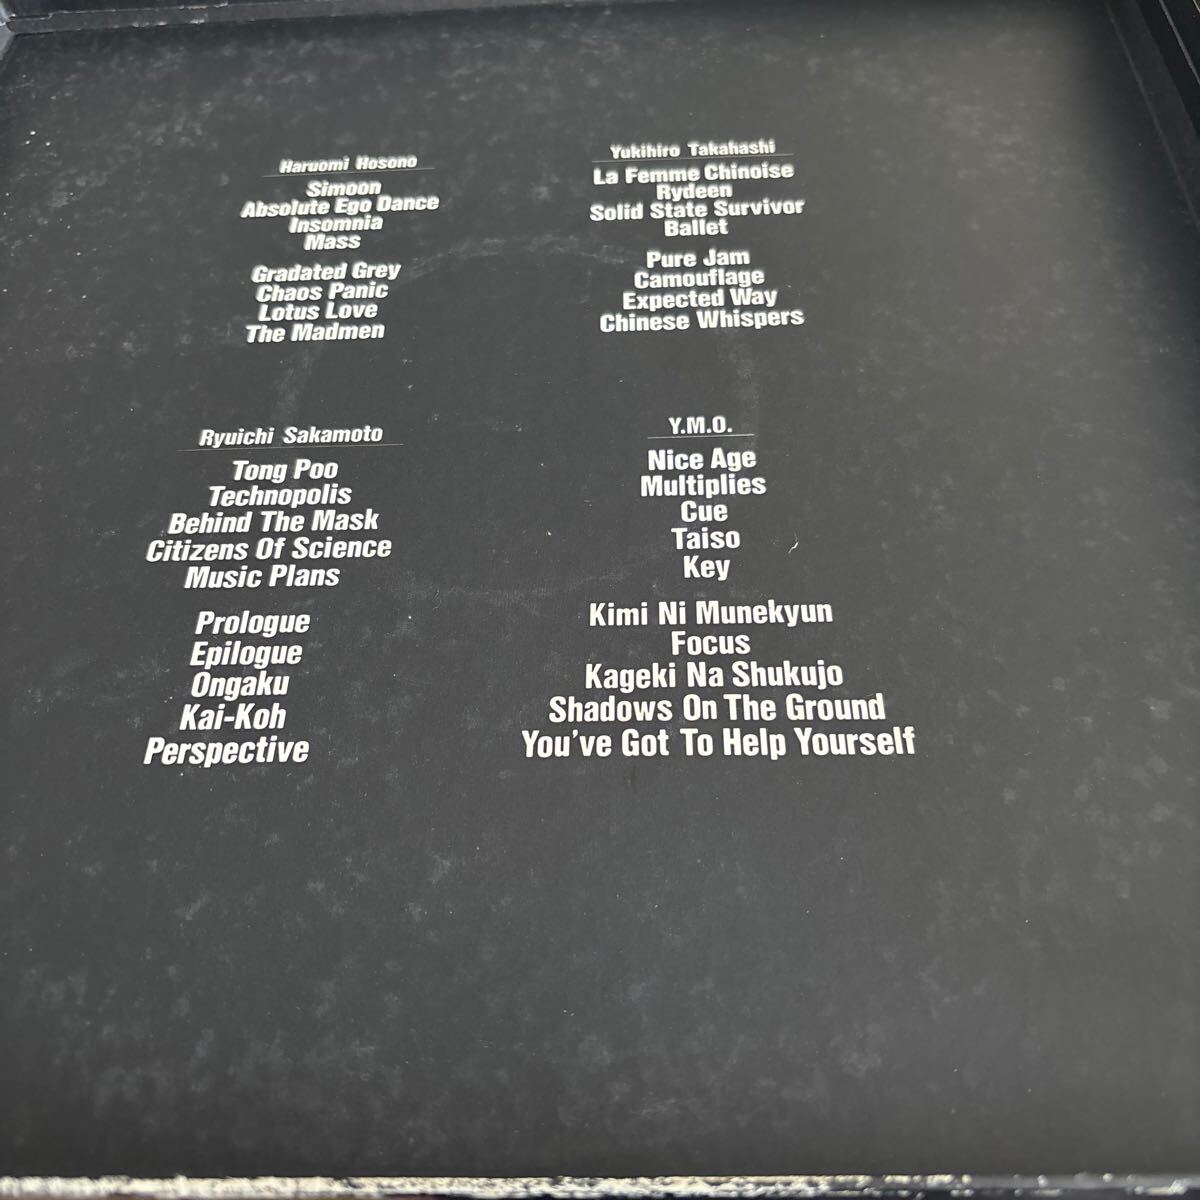 Haruomi Hosono
Simoon
Absolute Ego Dance
Insomnia
Mass
Gradated Grey
Chaos Panic
Lotus Love
The Madmen
Yukihiro Takahashi
La Femme Chinoise
Rydeen
Solid State Survivor
Ballet
Pure Jam
Camouflage
Expected Way
Chinese Whispers
Ryuichi Sakamoto
Tong Poo
Technopolis
Behind The Mask
Citizens Of Science
Music Plans
Prologue
Epilogue
Ongaku
Kai-Koh
Perspective
Y.M.O.
Nice Age
Multiplies
Cue
Taiso
Key
Kimi Ni Munekyun
Focus
Kageki Na Shukujo
Shadows On The Ground
You've Got To Help Yourself